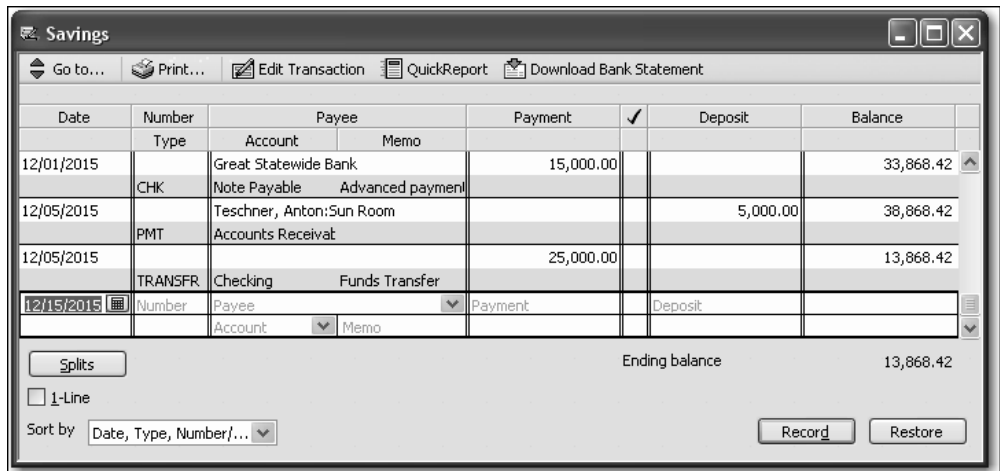 Savings
Go to... Print... Edit Transaction QuickReport Download Bank Statement
Date Number Payee Payment ✓ Deposit Balance
Type Account Memo
12/01/2015 Great Statewide Bank 15,000.00 33,868.42
CHK Note Payable Advanced payment
12/05/2015 Teschner, Anton:Sun Room 5,000.00 38,868.42
PMT Accounts Receivab
12/05/2015 25,000.00 13,868.42
TRANSFR Checking Funds Transfer
12/15/2015 Number Payee Payment Deposit
Account Memo
Splits Ending balance 13,868.42
1-Line
Sort by Date, Type, Number/... Record Restore